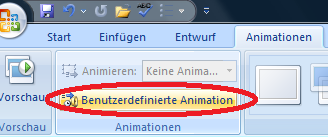 Start Einfügen Entwurf Animationen
Vorschau
Animieren: Keine Anima...
Benutzerdefinierte Animation
Vorschau
Animationen